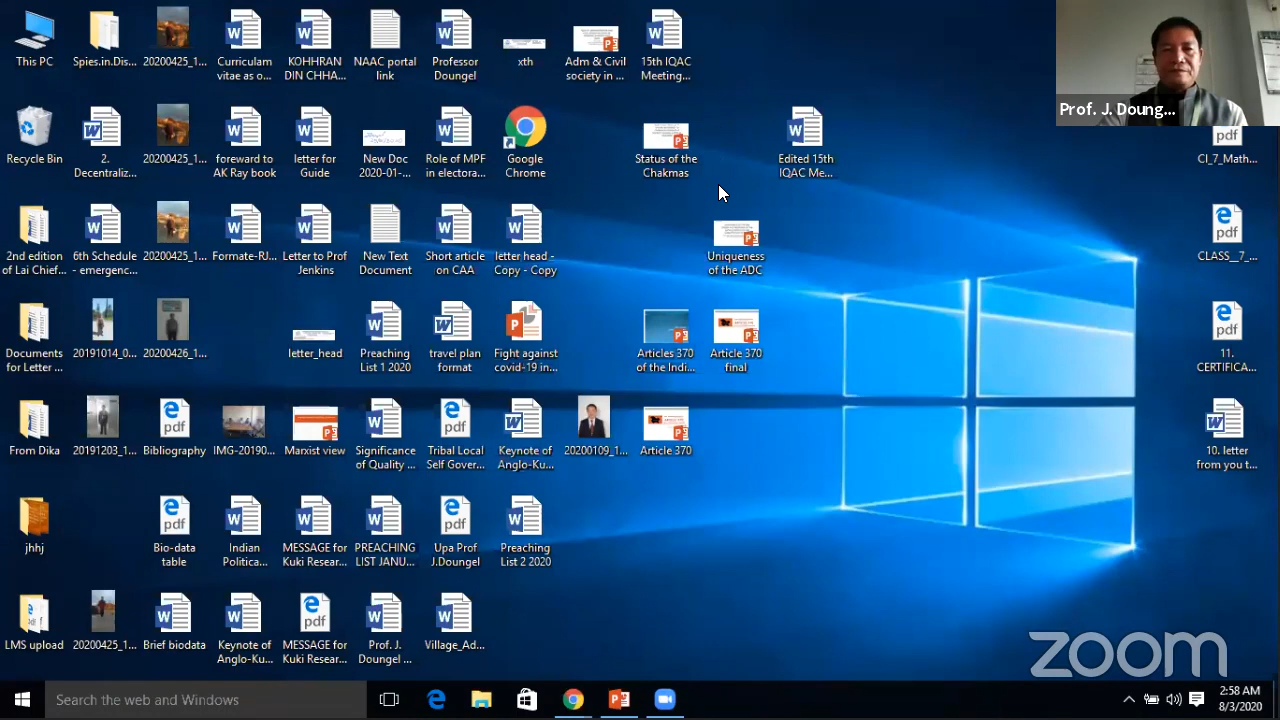 This PC
Spies.in.Dis...
20200425_1...
Curriculam
vitae as o...
KOHHRAN
DIN CHHA...
NAAC portal
link
Professor
Doungel
xth
Adm & Civil
society in ...
15th IQAC
Meeting...
Prof. J. Doung...
Recycle Bin
2.
Decentraliz...
20200425_1...
foreward to
AK Ray book
letter for
Guide
New Doc
2020-01-...
Role of MPF
in electora...
Google
Chrome
Status of the
Chakmas
Edited 15th
IQAC Me...
pdf
CI_7_Math...
2nd edition
of Lai Chief...
6th Schedule
- emergenc...
20200425_1...
Formate-RJ...
Letter to Prof
Jenkins
New Text
Document
Short article
on CAA
letter head -
Copy - Copy
Uniqueness
of the ADC
pdf
CLASS__7_...
Documents
for Letter ...
20191014_0...
20200426_1...
letter_head
Preaching
List 1 2020
travel plan
format
Fight against
covid-19 in...
Articles 370
of the Indi...
Article 370
final
pdf
11.
CERTIFICA...
From Dika
20191203_1...
pdf
Bibliography
IMG-20190...
Marxist view
Significance
of Quality ...
pdf
Tribal Local
Self Gover...
Keynote of
Anglo-Ku...
20200109_1...
Article 370
10. letter
from you t...
jhhj
pdf
Bio-data
table
Indian
Politica...
MESSAGE for
Kuki Resear...
PREACHING
LIST JANU...
pdf
Upa Prof
J.Doungel
Preaching
List 2 2020
LMS upload
20200425_1...
Brief biodata
Keynote of
Anglo-Ku...
pdf
MESSAGE for
Kuki Resear...
Prof. J.
Doungel ...
Village_Ad...
zoom
Search the web and Windows
2:58 AM
8/3/2020